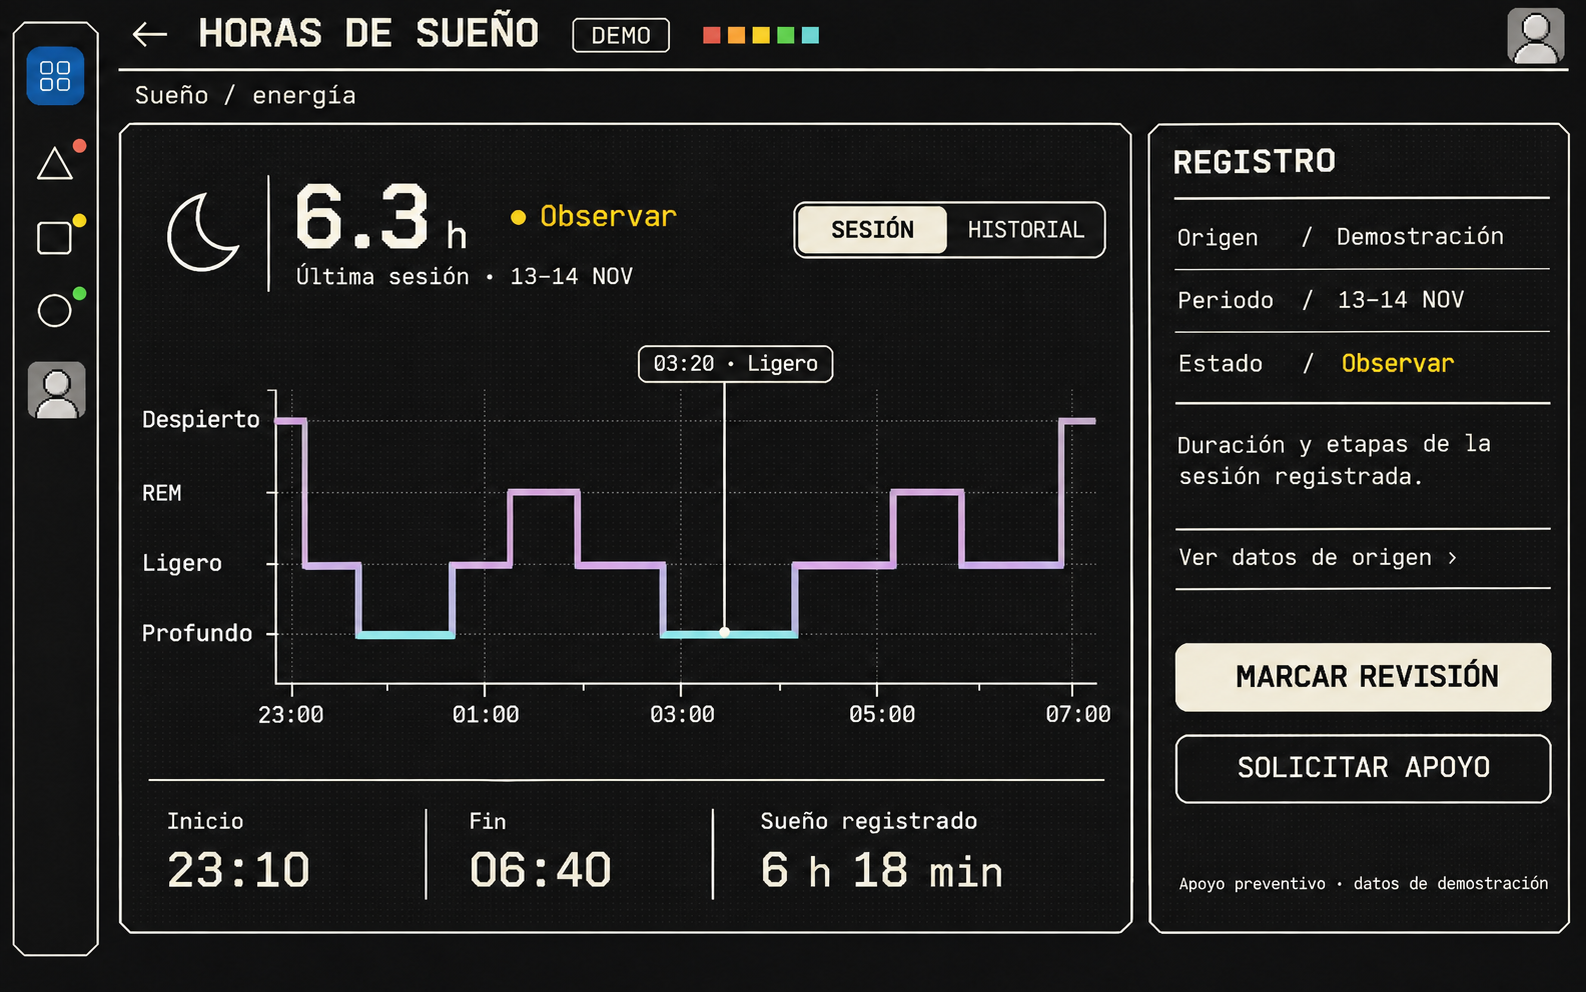 ← HORAS DE SUEÑO DEMO
Sueño / energía
6.3 h
• Observar
Última sesión • 13–14 NOV
SESIÓN HISTORIAL
03:20 • Ligero
Despierto
REM
Ligero
Profundo
23:00 01:00 03:00 05:00 07:00
Inicio
23:10
Fin
06:40
Sueño registrado
6 h 18 min
REGISTRO
Origen / Demostración
Periodo / 13–14 NOV
Estado / Observar
Duración y etapas de la
sesión registrada.
Ver datos de origen ›
MARCAR REVISIÓN
SOLICITAR APOYO
Apoyo preventivo • datos de demostración